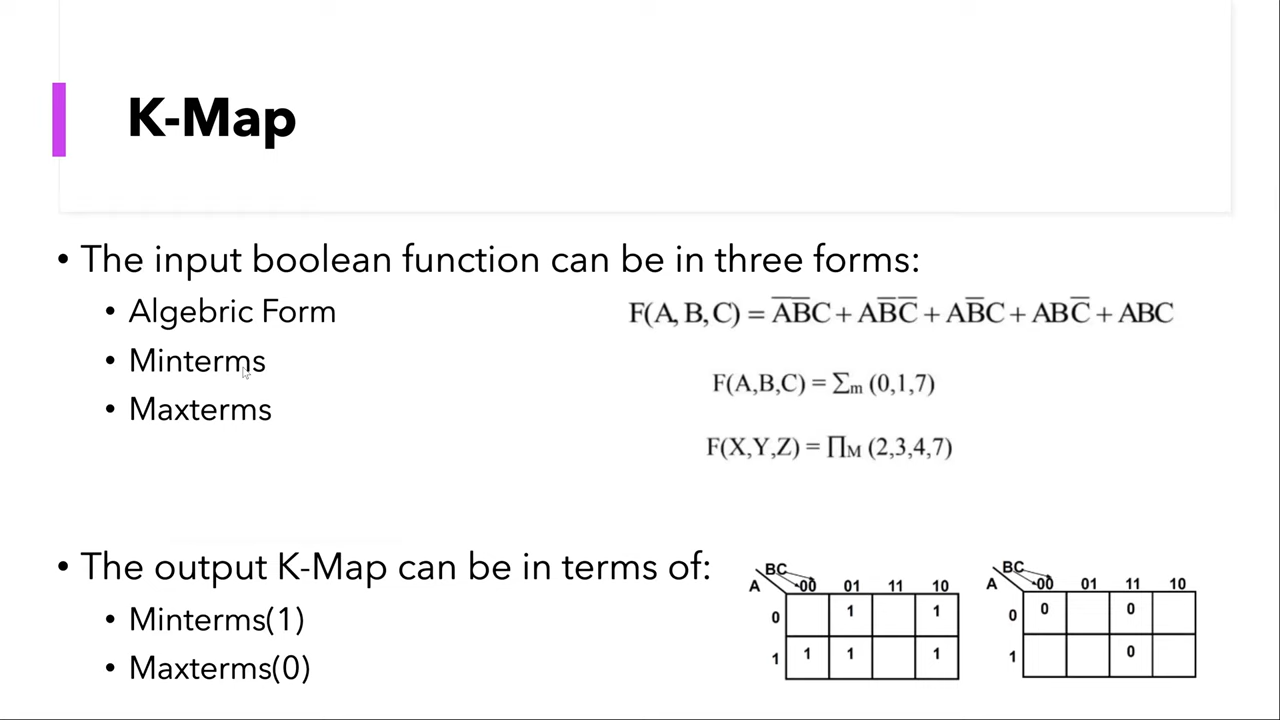 K-Map
• The input boolean function can be in three forms:
• Algebric Form
F(A, B, C) = A̅B̅C + AB̅C̅ + AB̅C + ABC̅ + ABC
• Minterms
F(A,B,C) = ∑m (0,1,7)
• Maxterms
F(X,Y,Z) = ∏M (2,3,4,7)
• The output K-Map can be in terms of:
• Minterms(1)
• Maxterms(0)
BC
A 00 01 11 10
0 1 1
1 1 1 1
BC
A 00 01 11 10
0 0 0
1 0